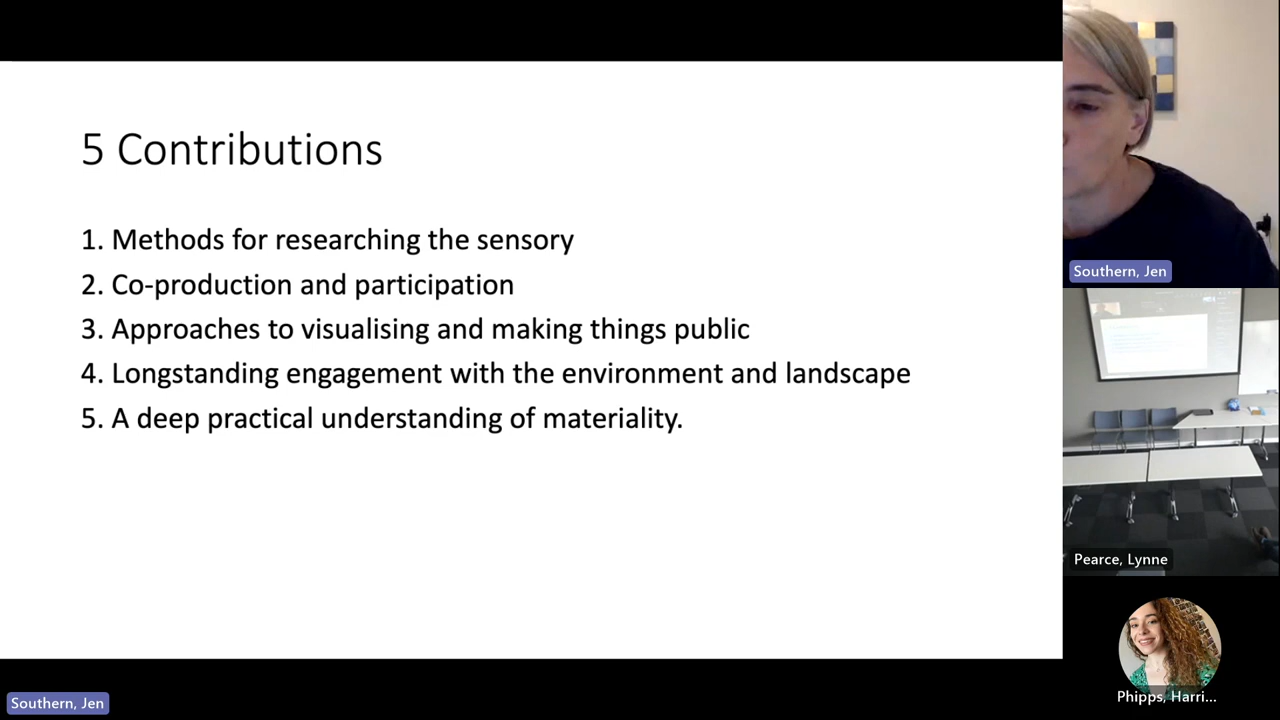 5 Contributions
1. Methods for researching the sensory
2. Co-production and participation
3. Approaches to visualising and making things public
4. Longstanding engagement with the environment and landscape
5. A deep practical understanding of materiality.
Southern, Jen
Pearce, Lynne
Phipps, Harri...
Southern, Jen